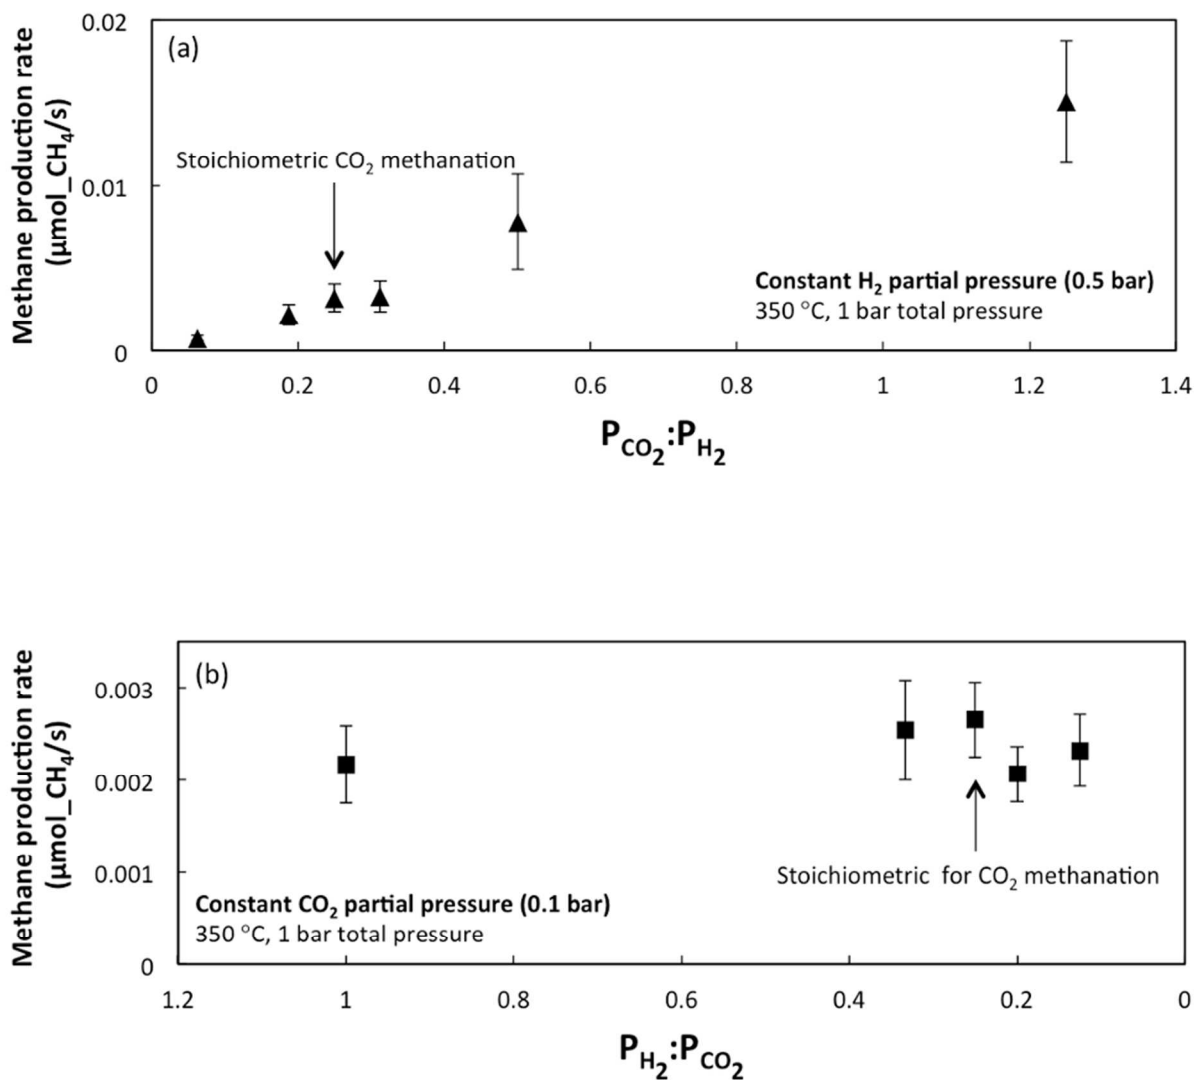 Methane production rate
(µmol_CH₄/s)
(a)
0.02
0.01
0
Stoichiometric CO₂ methanation
Constant H₂ partial pressure (0.5 bar)
350 °C, 1 bar total pressure
0 0.2 0.4 0.6 0.8 1 1.2 1.4
P_CO₂:P_H₂
Methane production rate
(µmol_CH₄/s)
(b)
0.003
0.002
0.001
0
Stoichiometric for CO₂ methanation
Constant CO₂ partial pressure (0.1 bar)
350 °C, 1 bar total pressure
1.2 1 0.8 0.6 0.4 0.2 0
P_H₂:P_CO₂